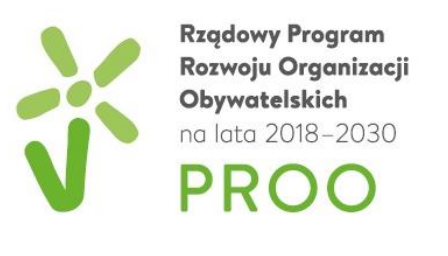 Rządowy Program
Rozwoju Organizacji
Obywatelskich
na lata 2018–2030
PROO